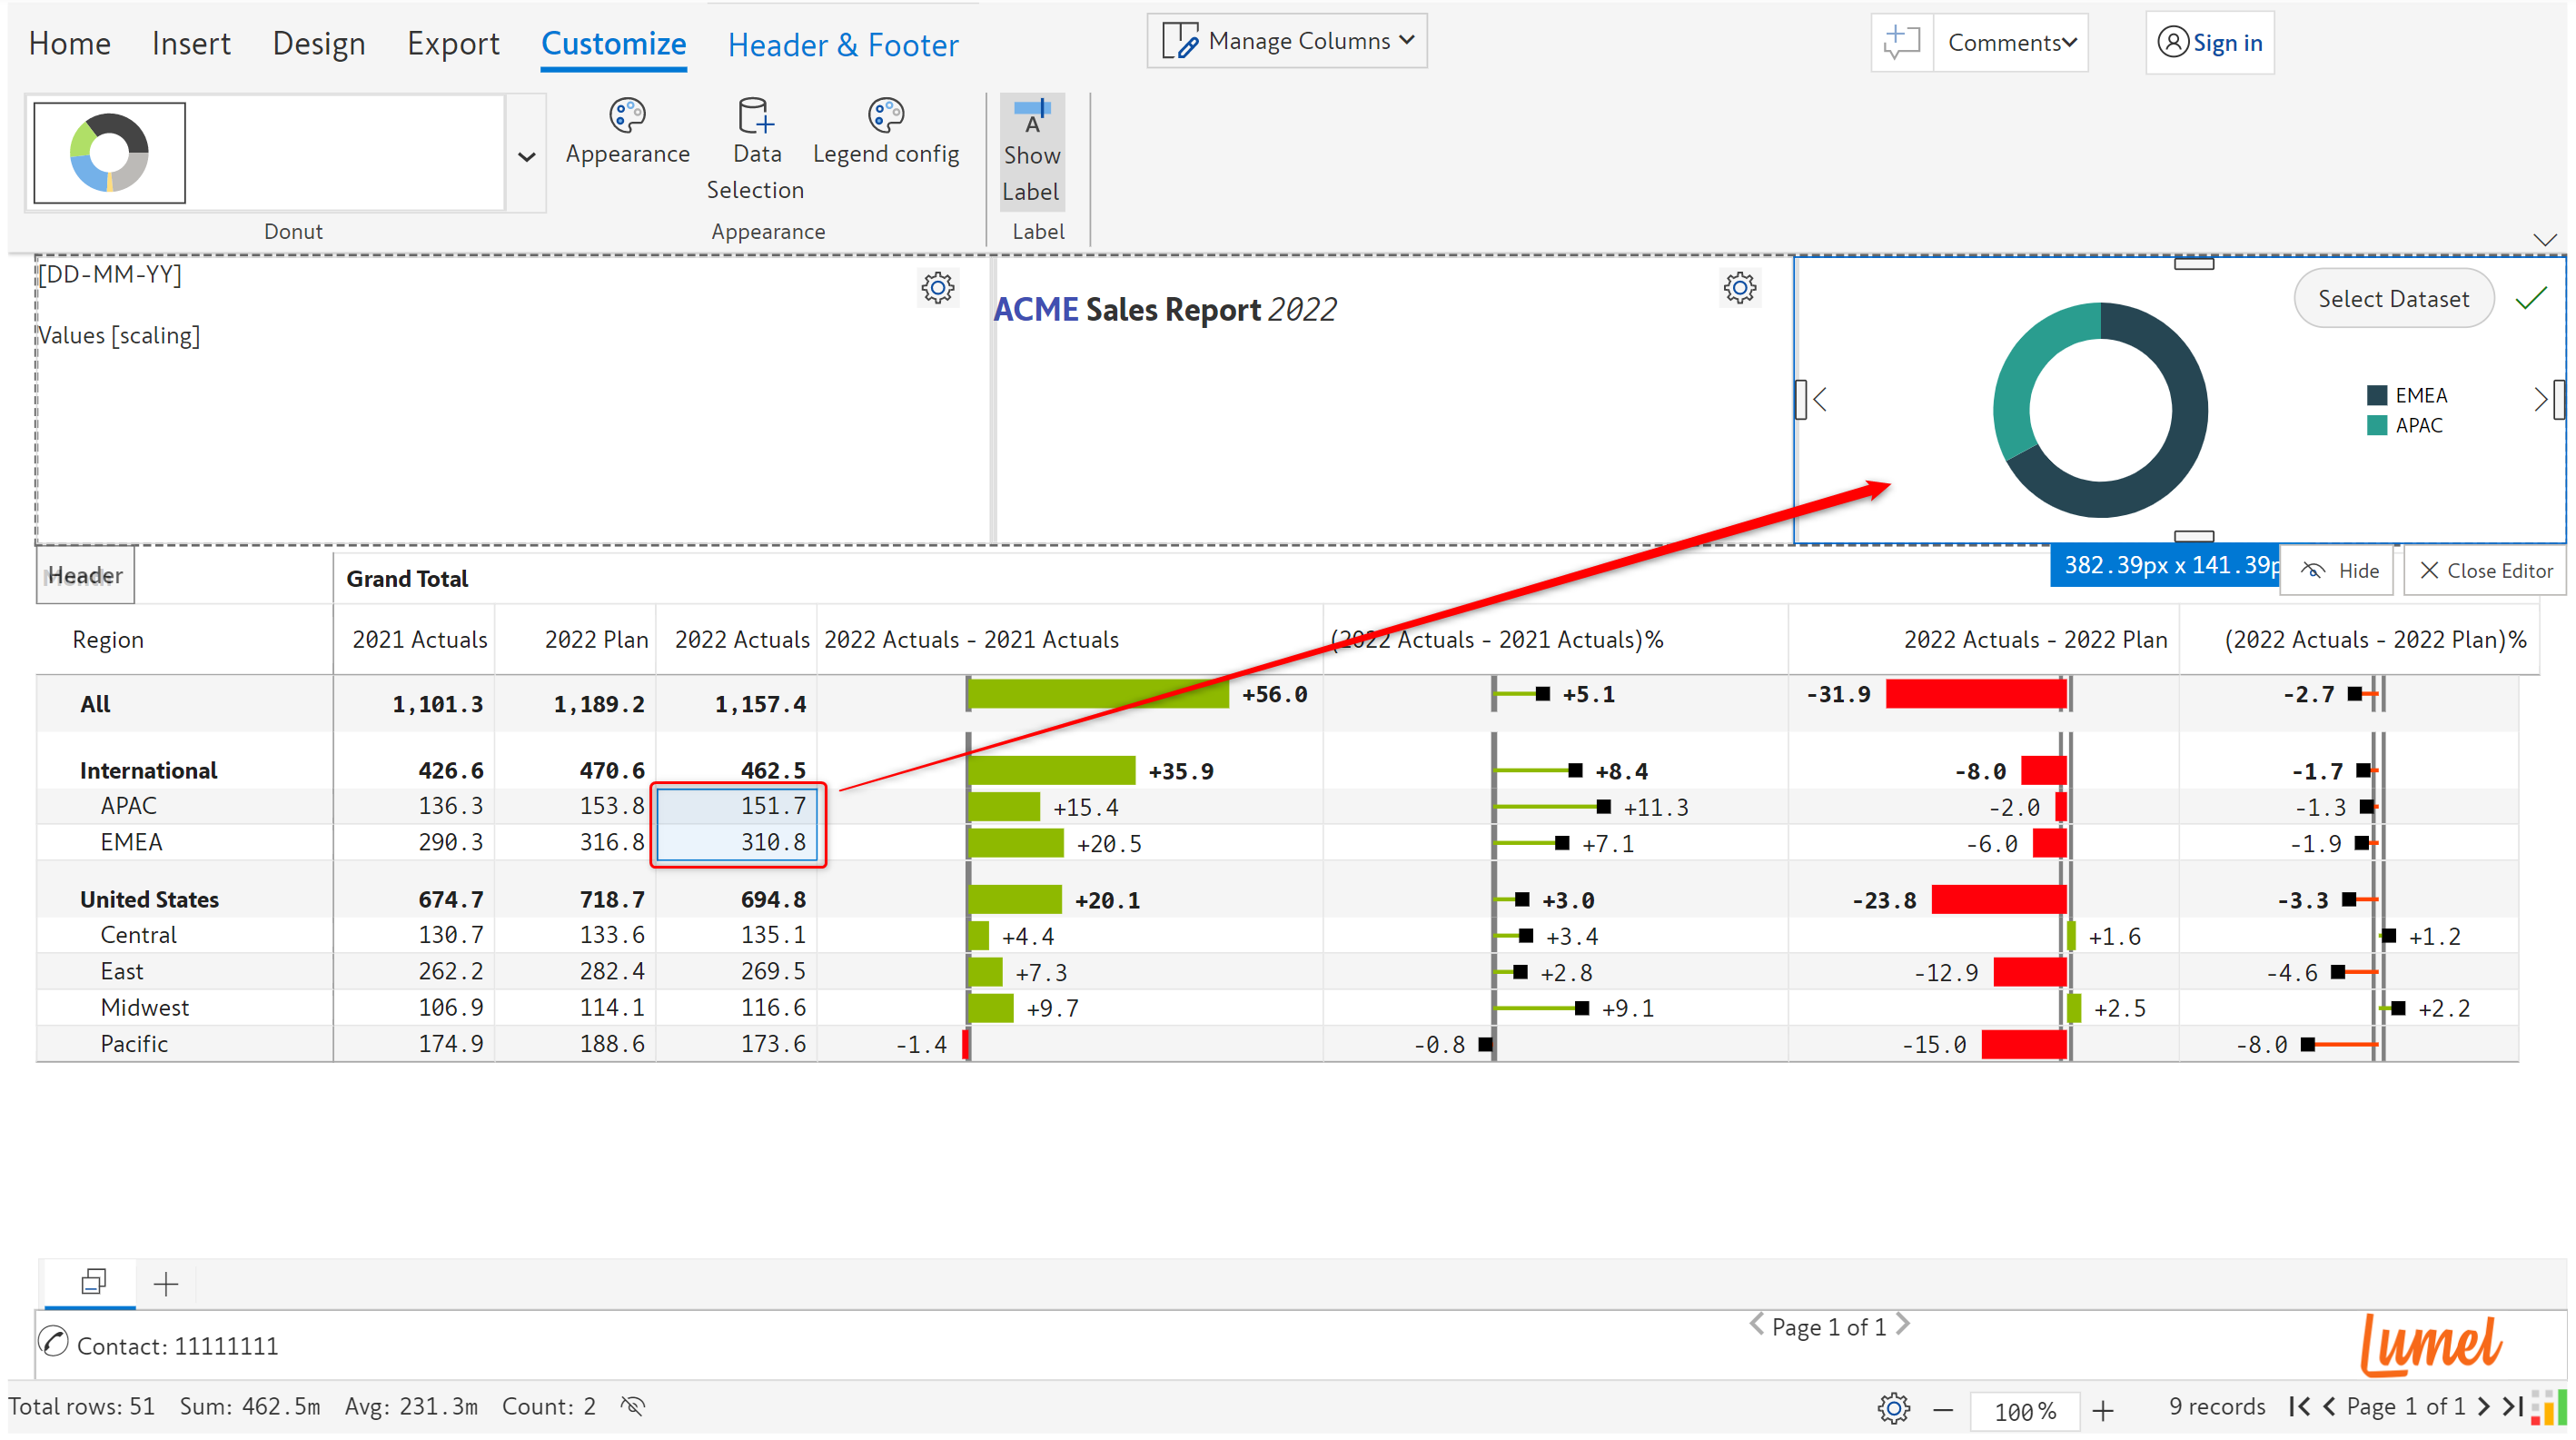 Home Insert Design Export Customize Header & Footer Manage Columns Comments Sign in
Appearance Data Selection Legend config Show Label
Donut Appearance Label
[DD-MM-YY]
Values [scaling]
ACME Sales Report 2022
Select Dataset
EMEA
APAC
382.39px x 141.39p Hide Close Editor
Header Grand Total
Region 2021 Actuals 2022 Plan 2022 Actuals 2022 Actuals - 2021 Actuals (2022 Actuals - 2021 Actuals)% 2022 Actuals - 2022 Plan (2022 Actuals - 2022 Plan)%
All 1,101.3 1,189.2 1,157.4 +56.0 +5.1 -31.9 -2.7
International 426.6 470.6 462.5 +35.9 +8.4 -8.0 -1.7
APAC 136.3 153.8 151.7 +15.4 +11.3 -2.0 -1.3
EMEA 290.3 316.8 310.8 +20.5 +7.1 -6.0 -1.9
United States 674.7 718.7 694.8 +20.1 +3.0 -23.8 -3.3
Central 130.7 133.6 135.1 +4.4 +3.4 +1.6 +1.2
East 262.2 282.4 269.5 +7.3 +2.8 -12.9 -4.6
Midwest 106.9 114.1 116.6 +9.7 +9.1 +2.5 +2.2
Pacific 174.9 188.6 173.6 -1.4 -0.8 -15.0 -8.0
Contact: 11111111 Page 1 of 1 Lumel
Total rows: 51 Sum: 462.5m Avg: 231.3m Count: 2 100% 9 records Page 1 of 1